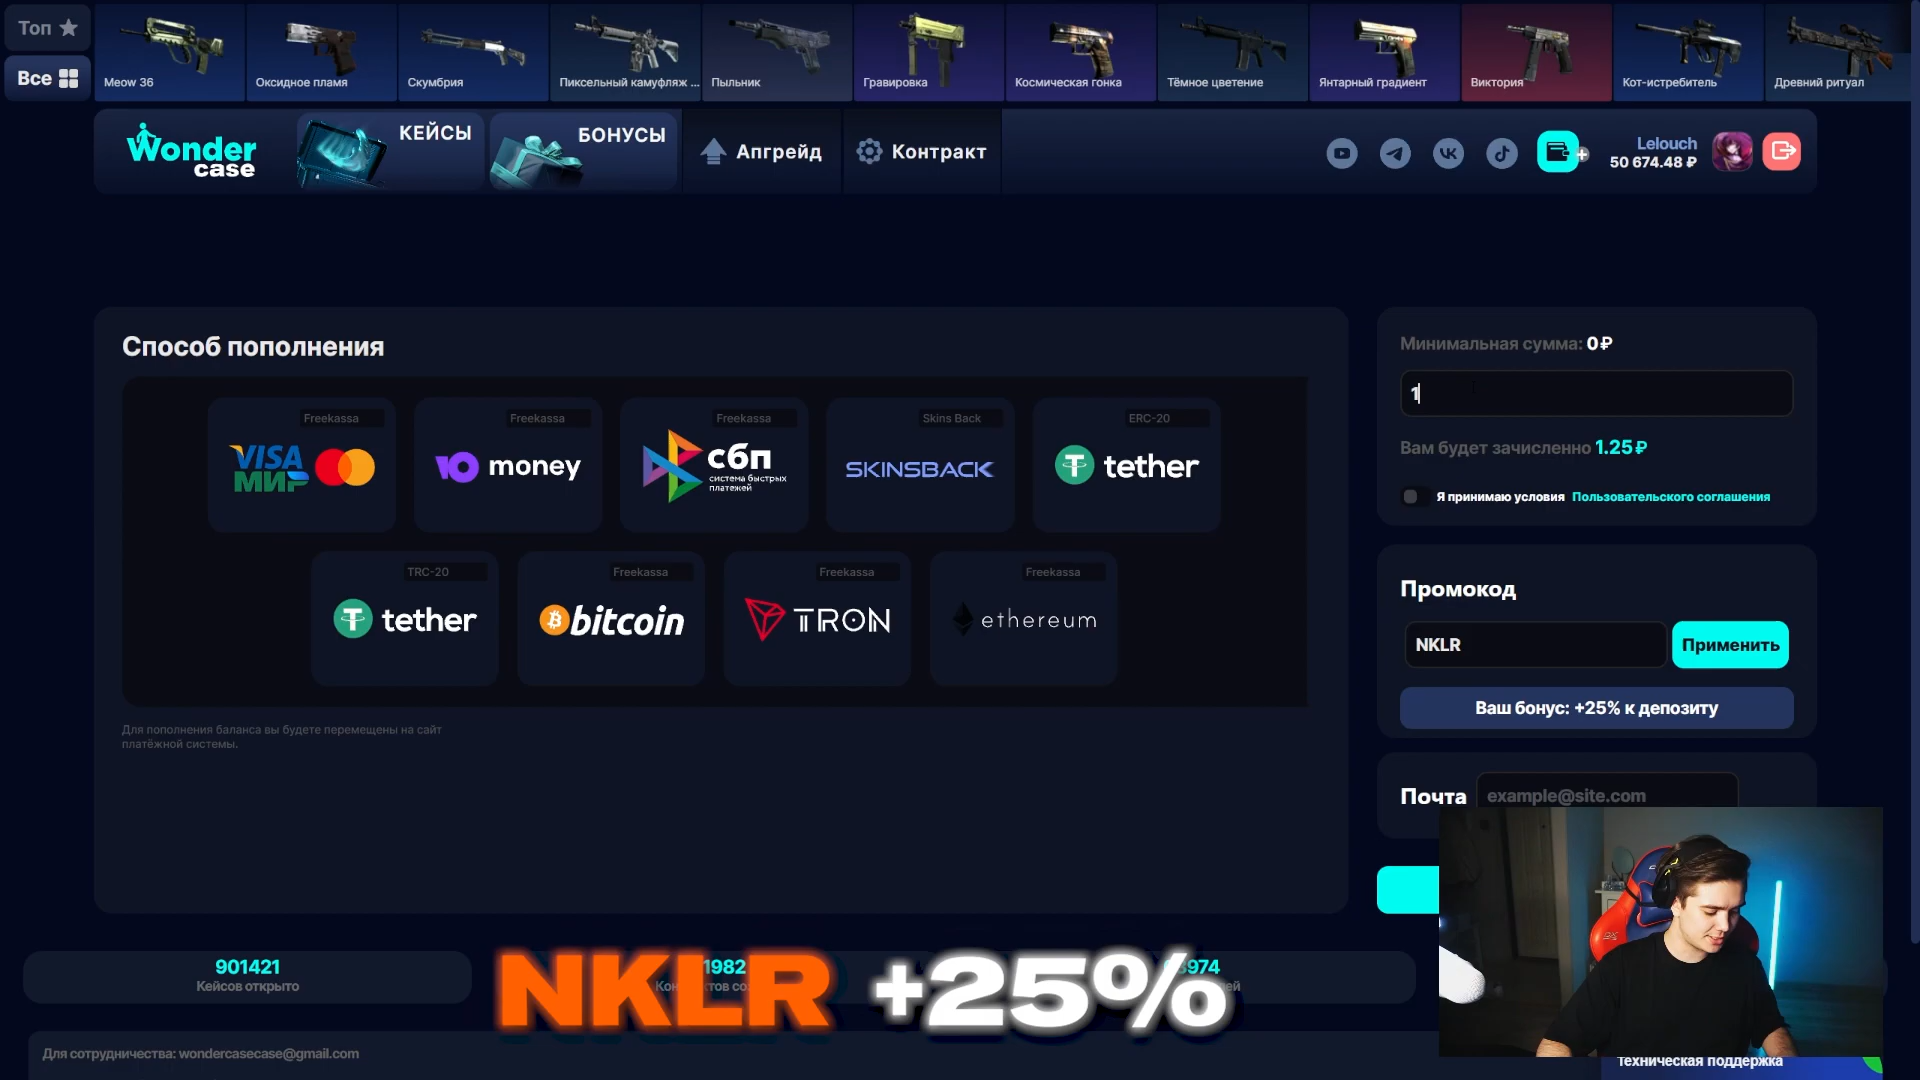 Топ
Все
Meow 36
Оксидное пламя
Скумбрия
Пиксельный камуфляж ...
Пыльник
Гравировка
Космическая гонка
Тёмное цветение
Янтарный градиент
Виктория
Кот-истребитель
Древний ритуал
Wonder
case
КЕЙСЫ
БОНУСЫ
Апгрейд
Контракт
Lelouch
50 674.48 ₽
Способ пополнения
Freekassa
VISA
МИР
Freekassa
Ю money
Freekassa
сбп
система быстрых
платежей
Skins Back
SKINSBACK
ERC-20
tether
TRC-20
tether
Freekassa
bitcoin
Freekassa
TRON
Freekassa
ethereum
Для пополнения баланса вы будете перемещены на сайт
платёжной системы.
Минимальная сумма: 0₽
1
Вам будет зачисленно 1.25₽
Я принимаю условия Пользовательского соглашения
Промокод
NKLR
Применить
Ваш бонус: +25% к депозиту
Почта
example@site.com
901421
Кейсов открыто
1982
974
NKLR +25%
Для сотрудничества: wondercasecase@gmail.com
Техническая поддержка